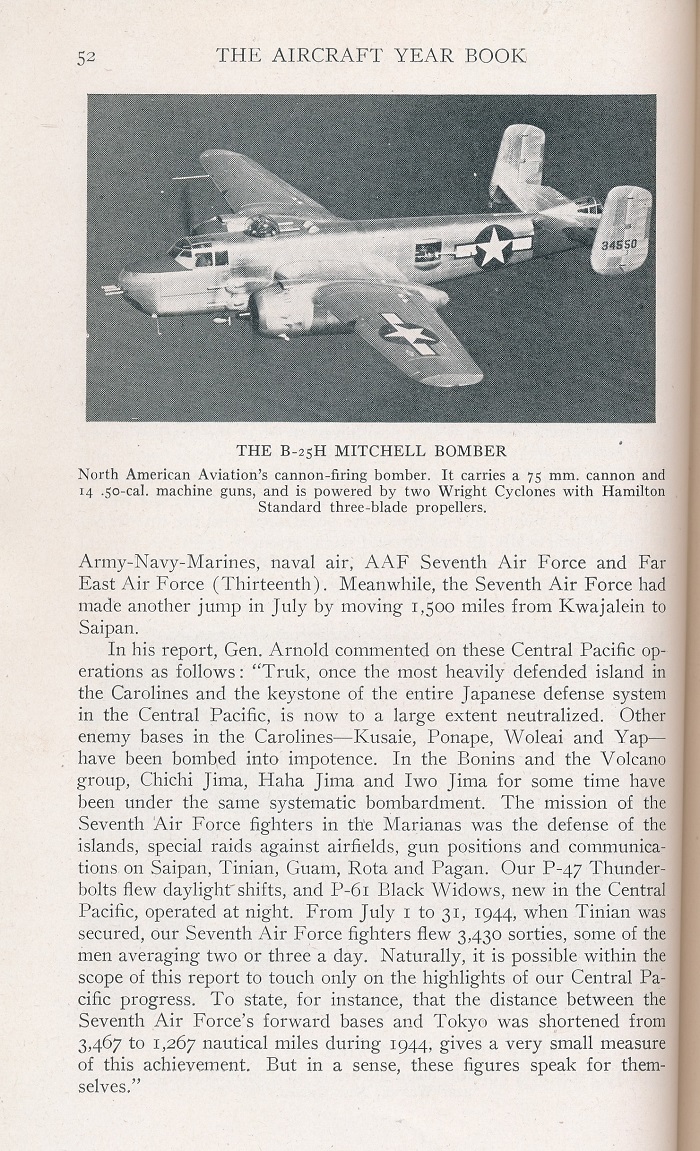 52
THE AIRCRAFT YEAR BOOK
34550
THE B-25H MITCHELL BOMBER
North American Aviation's cannon-firing bomber. It carries a 75 mm. cannon and
14 .50-cal. machine guns, and is powered by two Wright Cyclones with Hamilton
Standard three-blade propellers.
Army-Navy-Marines, naval air, AAF Seventh Air Force and Far
East Air Force (Thirteenth). Meanwhile, the Seventh Air Force had
made another jump in July by moving 1,500 miles from Kwajalein to
Saipan.
In his report, Gen. Arnold commented on these Central Pacific op-
erations as follows: “Truk, once the most heavily defended island in
the Carolines and the keystone of the entire Japanese defense system
in the Central Pacific, is now to a large extent neutralized. Other
enemy bases in the Carolines—Kusaie, Ponape, Woleai and Yap—
have been bombed into impotence. In the Bonins and the Volcano
group, Chichi Jima, Haha Jima and Iwo Jima for some time have
been under the same systematic bombardment. The mission of the
Seventh Air Force fighters in the Marianas was the defense of the
islands, special raids against airfields, gun positions and communica-
tions on Saipan, Tinian, Guam, Rota and Pagan. Our P-47 Thunder-
bolts flew daylight shifts, and P-61 Black Widows, new in the Central
Pacific, operated at night. From July 1 to 31, 1944, when Tinian was
secured, our Seventh Air Force fighters flew 3,430 sorties, some of the
men averaging two or three a day. Naturally, it is possible within the
scope of this report to touch only on the highlights of our Central Pa-
cific progress. To state, for instance, that the distance between the
Seventh Air Force's forward bases and Tokyo was shortened from
3,467 to 1,267 nautical miles during 1944, gives a very small measure
of this achievement. But in a sense, these figures speak for them-
selves.”